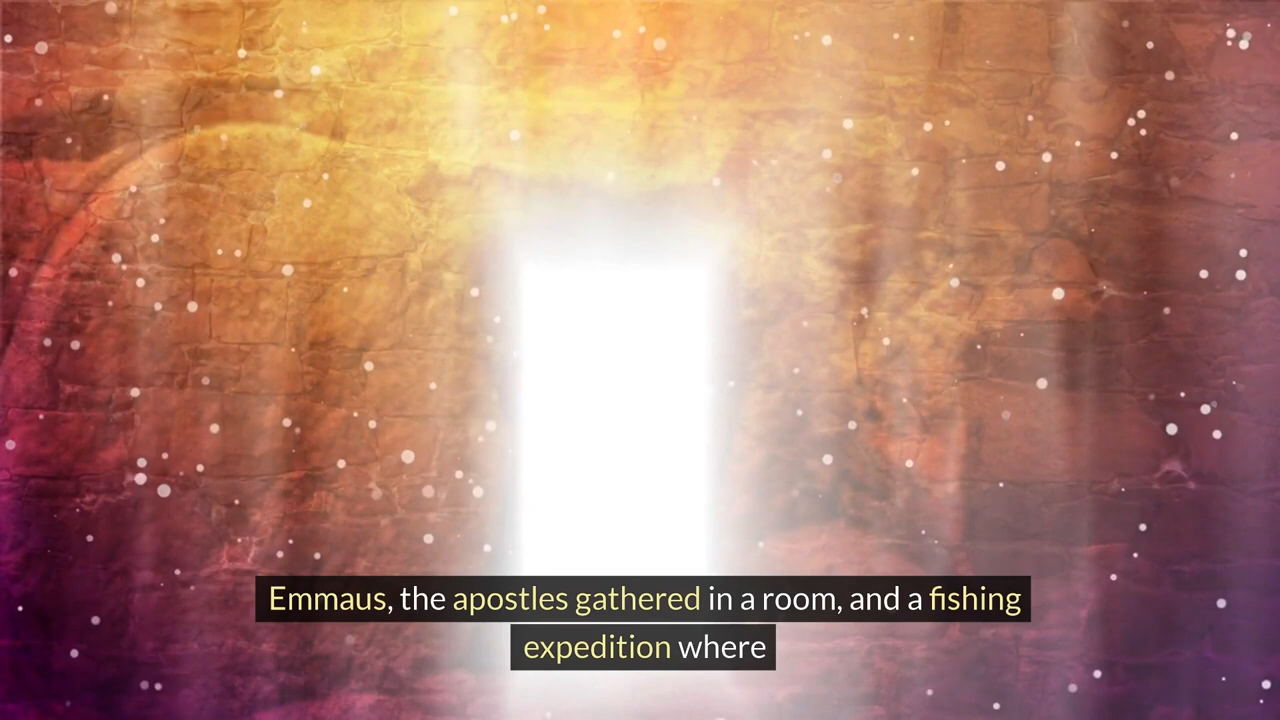 Emmaus, the apostles gathered in a room, and a fishing
expedition where